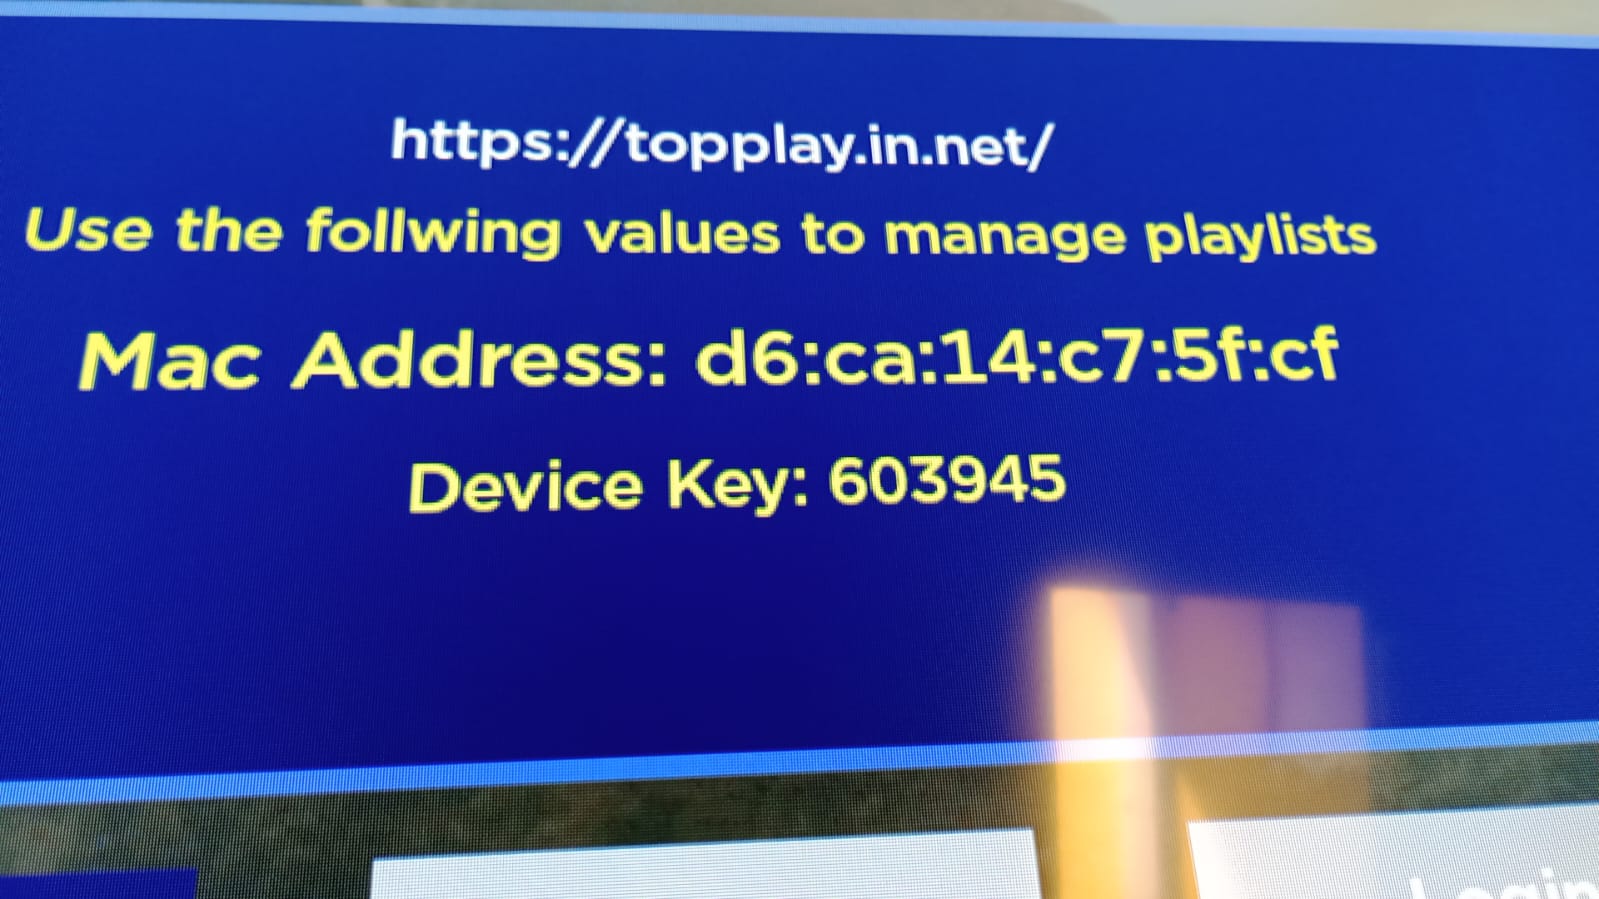 https://topplay.in.net/
Use the follwing values to manage playlists
Mac Address: d6:ca:14:c7:5f:cf
Device Key: 603945
Login